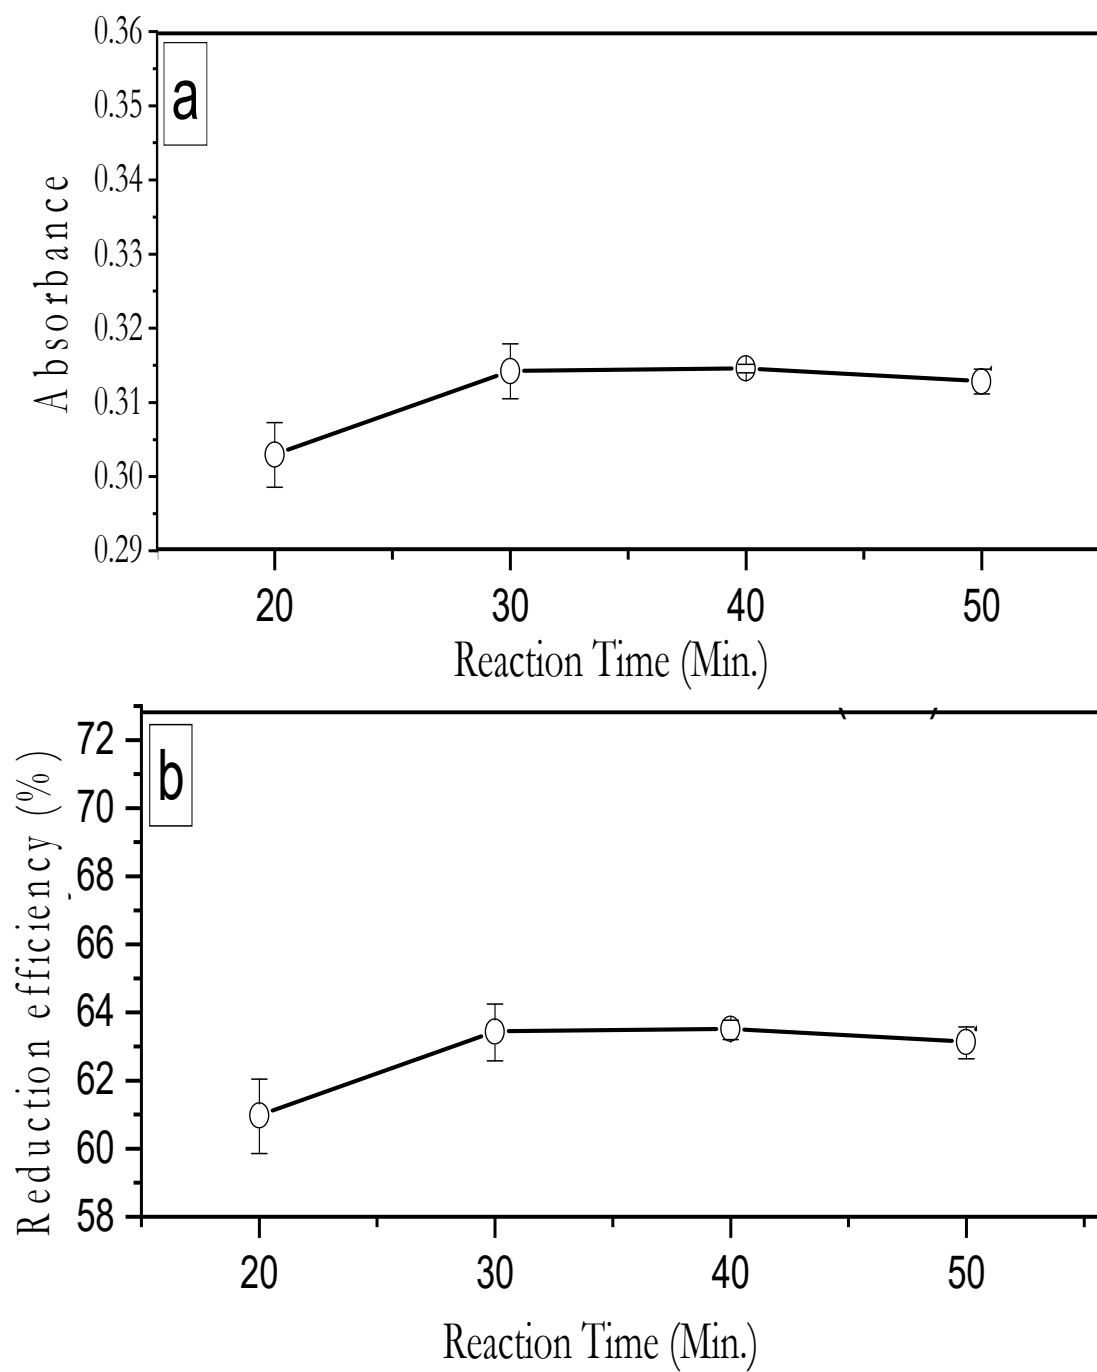 a
Absorbance
0.36
0.35
0.34
0.33
0.32
0.31
0.30
0.29
20 30 40 50
Reaction Time (Min.)
b
Reduction efficiency (%)
72
70
68
66
64
62
60
58
20 30 40 50
Reaction Time (Min.)